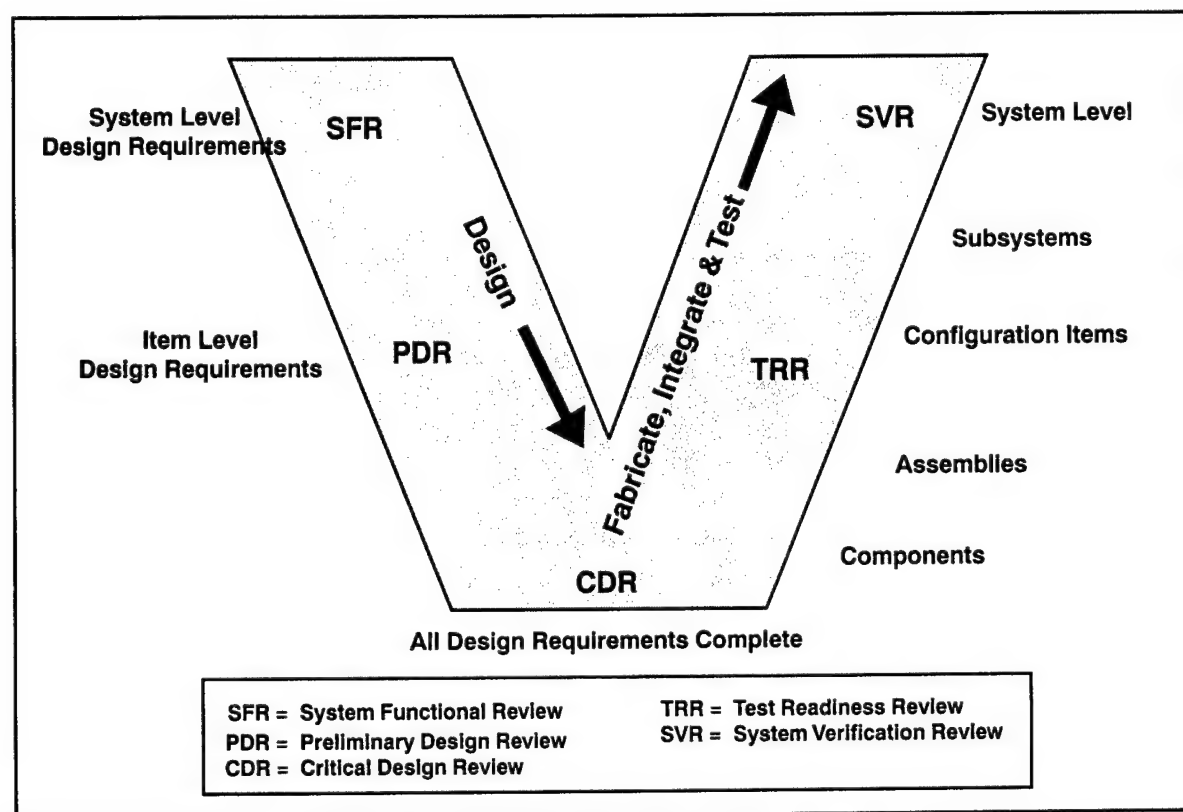 System Level
Design Requirements
SFR
SVR
System Level
Design
Fabricate, Integrate & Test
Subsystems
Item Level
Design Requirements
PDR
TRR
Configuration Items
Assemblies
Components
CDR
All Design Requirements Complete
SFR = System Functional Review
PDR = Preliminary Design Review
CDR = Critical Design Review
TRR = Test Readiness Review
SVR = System Verification Review